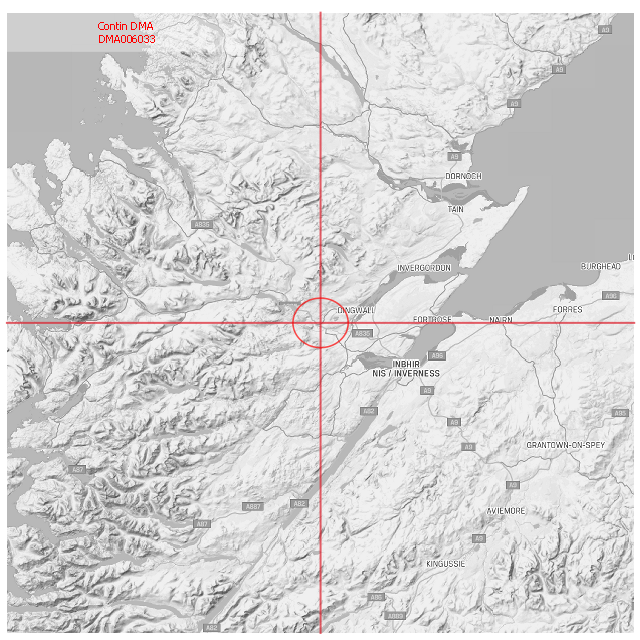 Contin DMA
DMA006033
A9
A9
A9
A9
DORNOCH
TAIN
A835
INVERGORDON
BURGHEAD
A96
DINGWALL
FORTROSE
NAIRN
FORRES
A835
A96
INBHIR
NIS / INVERNESS
A9
A82
A95
A9
A9
GRANTOWN-ON-SPEY
A87
A9
A887
A82
AVIEMORE
A87
A9
KINGUSSIE
A86
A889
A82